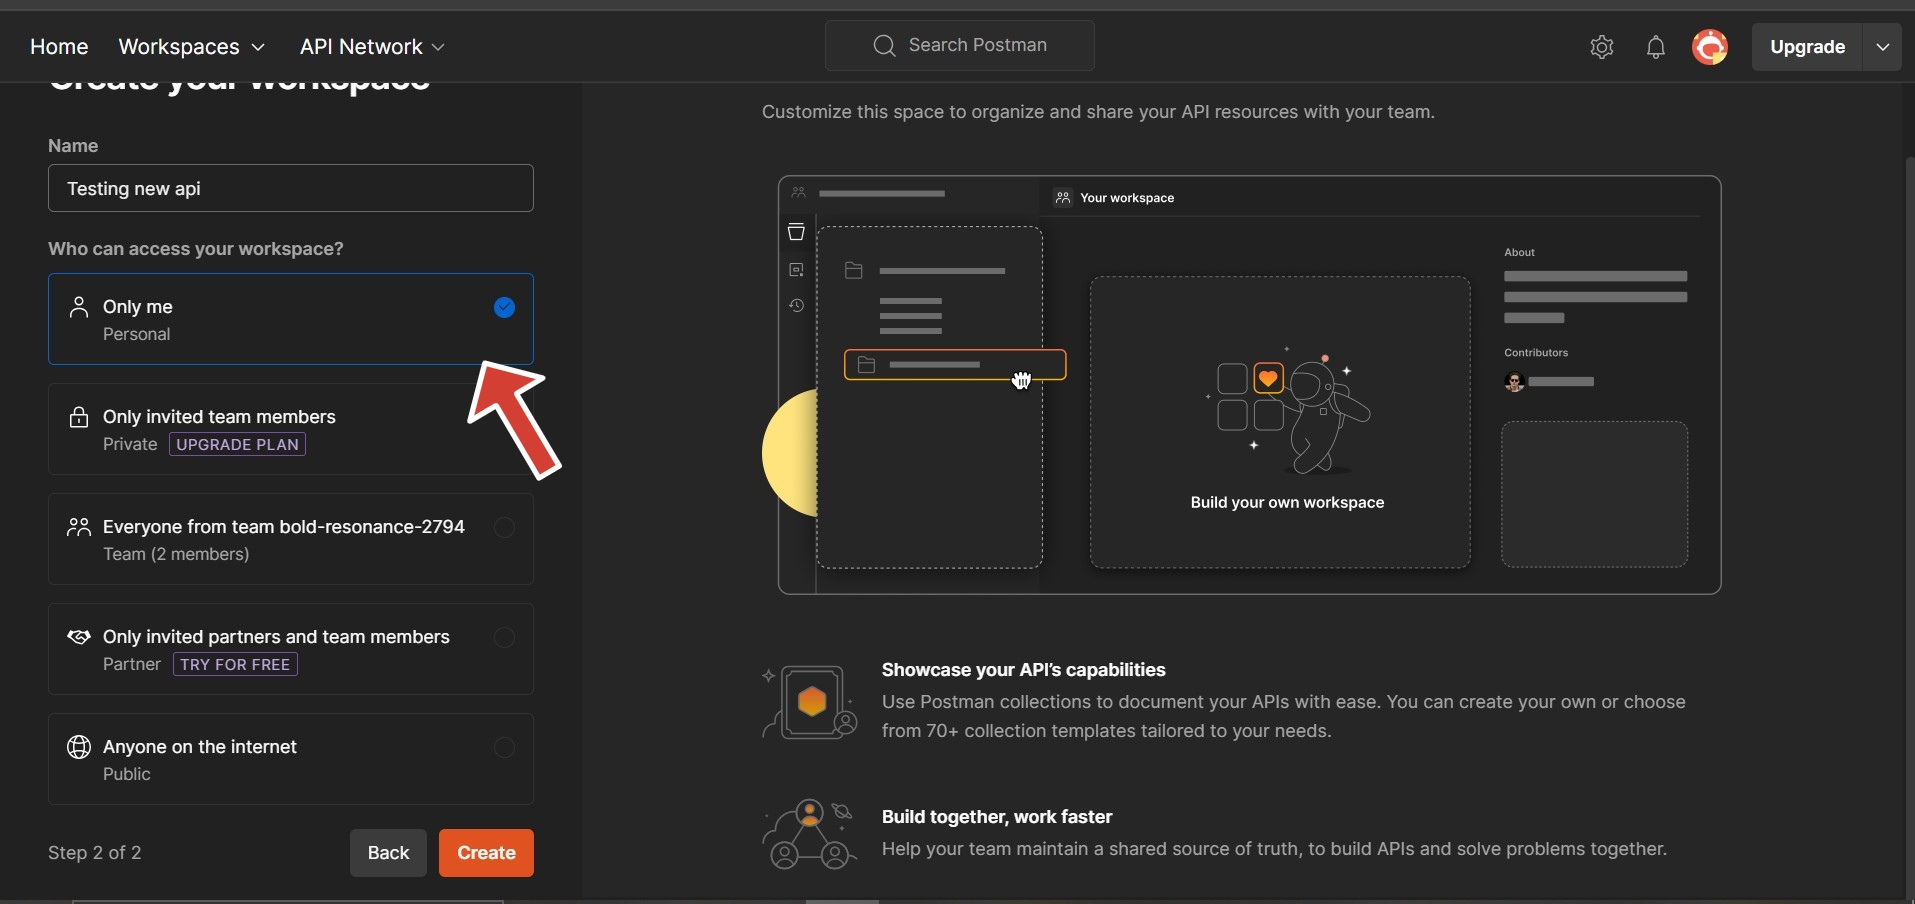 Home
Workspaces
API Network
Search Postman
Upgrade
Create your workspace
Name
Testing new api
Who can access your workspace?
Only me
Personal
Only invited team members
Private UPGRADE PLAN
Everyone from team bold-resonance-2794
Team (2 members)
Only invited partners and team members
Partner TRY FOR FREE
Anyone on the internet
Public
Step 2 of 2
Back
Create
Customize this space to organize and share your API resources with your team.
Your workspace
About
Contributors
Build your own workspace
Showcase your API's capabilities
Use Postman collections to document your APIs with ease. You can create your own or choose
from 70+ collection templates tailored to your needs.
Build together, work faster
Help your team maintain a shared source of truth, to build APIs and solve problems together.